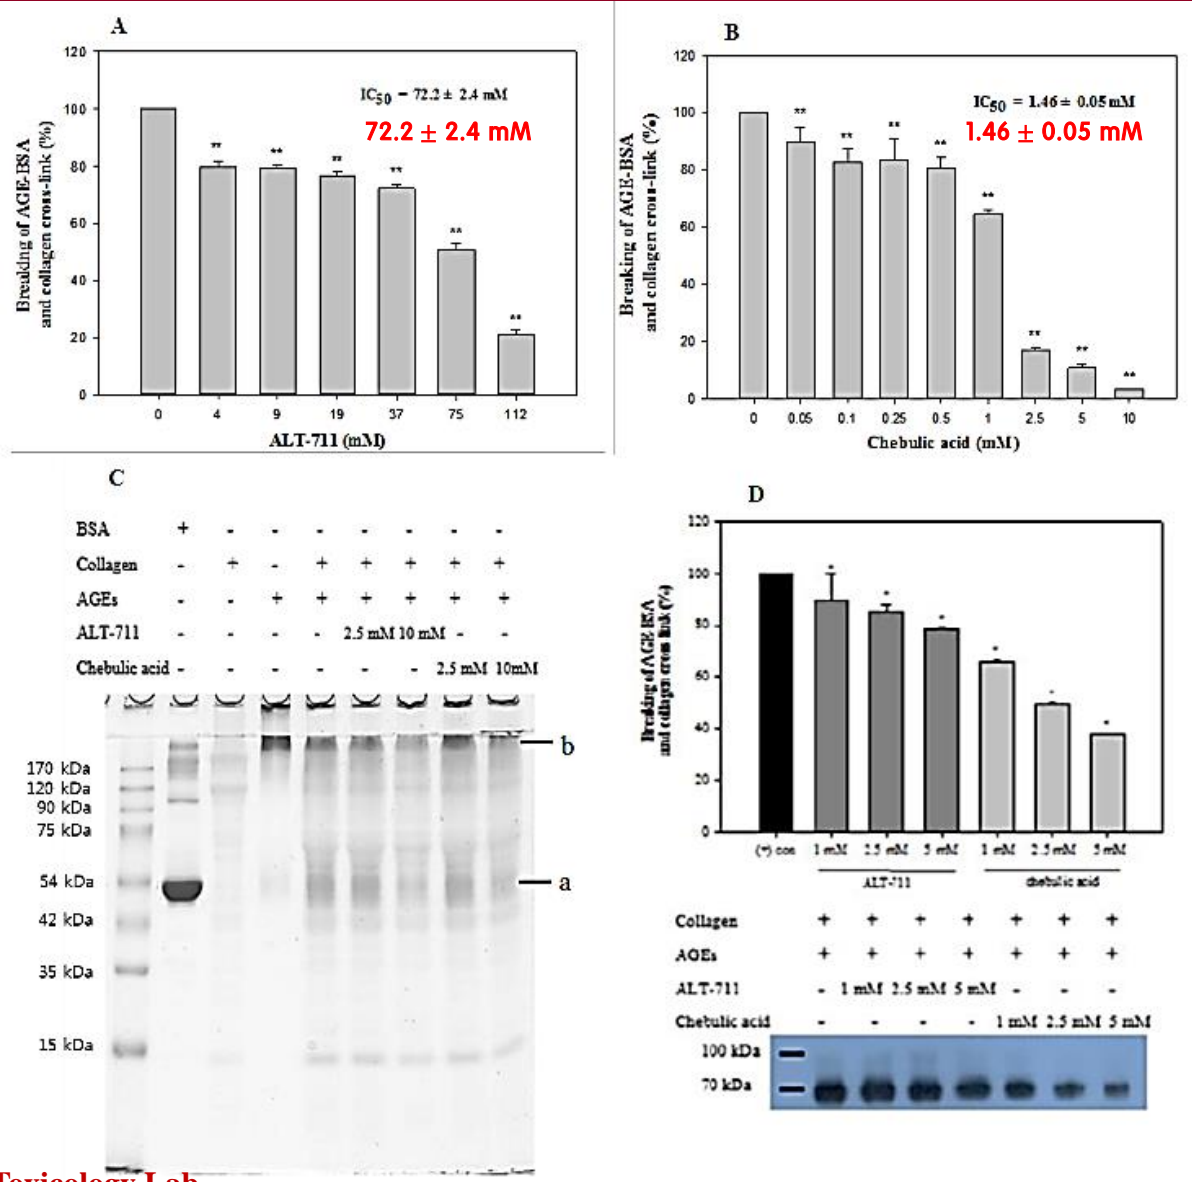 A
120
100
80
60
40
20
0
Breaking of AGE-BSA
and collagen cross-link (%)
IC50 = 72.2 ± 2.4 mM
72.2 ± 2.4 mM
** ** ** ** ** **
0 4 9 19 37 75 112
ALT-711 (mM)
B
120
100
80
60
40
20
0
Breaking of AGE-BSA
and collagen cross-link (%)
IC50 = 1.46 ± 0.05 mM
1.46 ± 0.05 mM
** ** ** ** ** ** ** **
0 0.05 0.1 0.25 0.5 1 2.5 5 10
Chebulic acid (mM)
C
BSA + - - - - - - -
Collagen - + - + + + + +
AGEs - - + + + + + +
ALT-711 - - - - 2.5 mM 10 mM - -
Chebulic acid - - - - - - 2.5 mM 10mM
170 kDa
120 kDa
90 kDa
75 kDa
54 kDa
42 kDa
35 kDa
15 kDa
b
a
D
120
100
80
60
40
20
0
Breaking of AGE-BSA
and collagen cross link (%)
* * * * * *
(+) con 1 mM 2.5 mM 5 mM 1 mM 2.5 mM 5 mM
ALT-711 chebulic acid
Collagen + + + + + + +
AGEs + + + + + + +
ALT-711 - 1 mM 2.5 mM 5 mM - - -
Chebulic acid - - - - 1 mM 2.5 mM 5 mM
100 kDa
70 kDa
Toxicology Lab